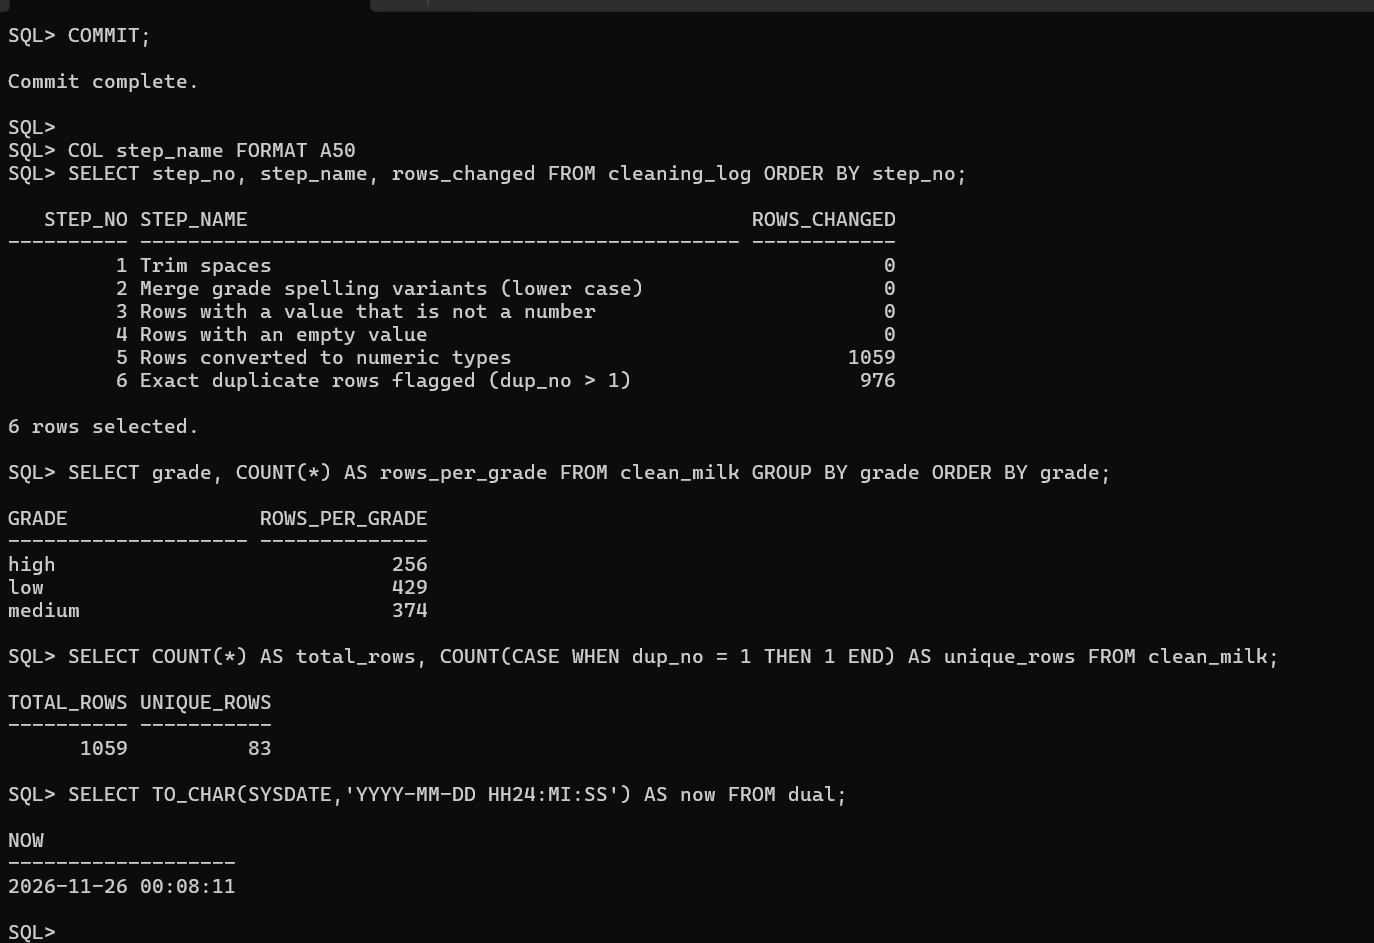 SQL> COMMIT;
Commit complete.
SQL>
SQL> COL step_name FORMAT A50
SQL> SELECT step_no, step_name, rows_changed FROM cleaning_log ORDER BY step_no;
   STEP_NO STEP_NAME                                          ROWS_CHANGED
---------- -------------------------------------------------- ------------
         1 Trim spaces                                                   0
         2 Merge grade spelling variants (lower case)                    0
         3 Rows with a value that is not a number                        0
         4 Rows with an empty value                                      0
         5 Rows converted to numeric types                            1059
         6 Exact duplicate rows flagged (dup_no > 1)                   976
6 rows selected.
SQL> SELECT grade, COUNT(*) AS rows_per_grade FROM clean_milk GROUP BY grade ORDER BY grade;
GRADE                ROWS_PER_GRADE
-------------------- --------------
high                            256
low                             429
medium                          374
SQL> SELECT COUNT(*) AS total_rows, COUNT(CASE WHEN dup_no = 1 THEN 1 END) AS unique_rows FROM clean_milk;
TOTAL_ROWS UNIQUE_ROWS
---------- -----------
      1059          83
SQL> SELECT TO_CHAR(SYSDATE,'YYYY-MM-DD HH24:MI:SS') AS now FROM dual;
NOW
-------------------
2026-11-26 00:08:11
SQL>